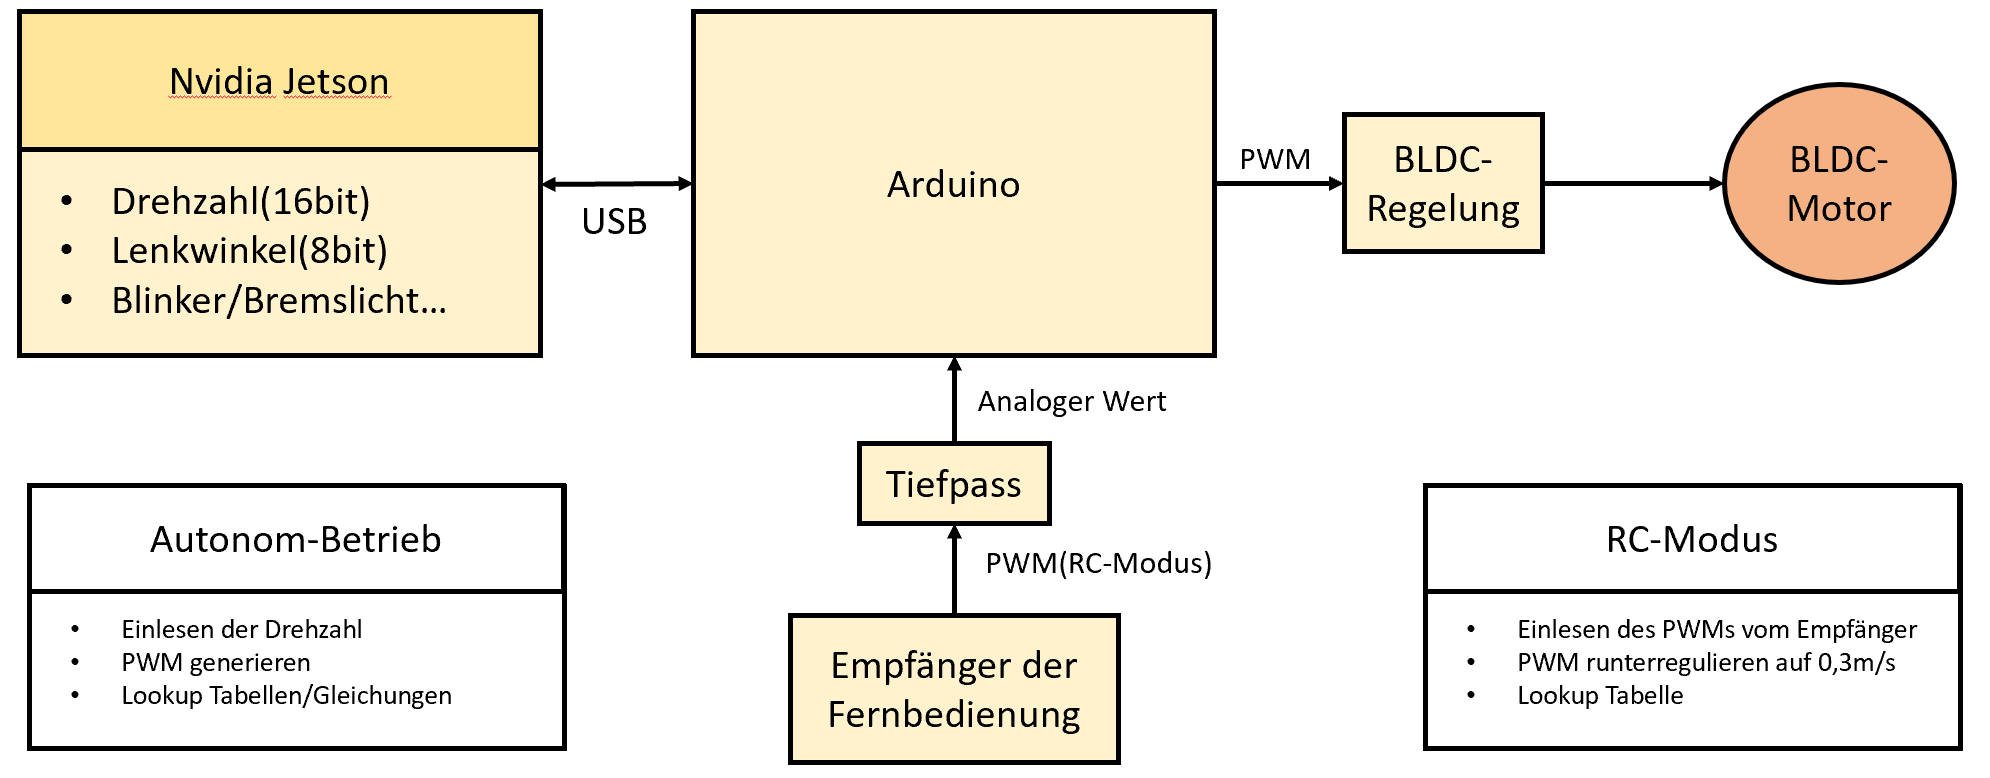 Nvidia Jetson
• Drehzahl(16bit)
• Lenkwinkel(8bit)
• Blinker/Bremslicht…
USB
Arduino
PWM
BLDC-
Regelung
BLDC-
Motor
Analoger Wert
Tiefpass
PWM(RC-Modus)
Empfänger der
Fernbedienung
Autonom-Betrieb
• Einlesen der Drehzahl
• PWM generieren
• Lookup Tabellen/Gleichungen
RC-Modus
• Einlesen des PWMs vom Empfänger
• PWM runterregulieren auf 0,3m/s
• Lookup Tabelle